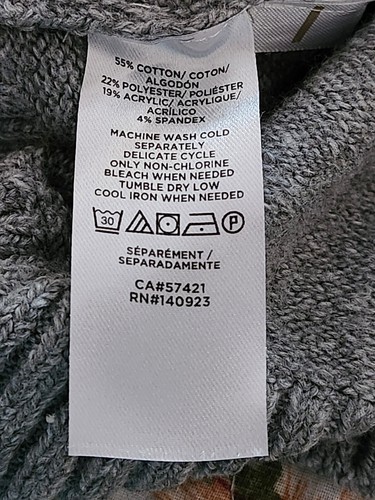 55% COTTON/ COTON/
ALGODÓN
22% POLYESTER/ POLIÉSTER
19% ACRYLIC/ ACRYLIQUE/
ACRÍLICO
4% SPANDEX
MACHINE WASH COLD
SEPARATELY
DELICATE CYCLE
ONLY NON-CHLORINE
BLEACH WHEN NEEDED
TUMBLE DRY LOW
COOL IRON WHEN NEEDED
30 P
SÉPARÉMENT /
SEPARADAMENTE
CA#57421
RN#140923